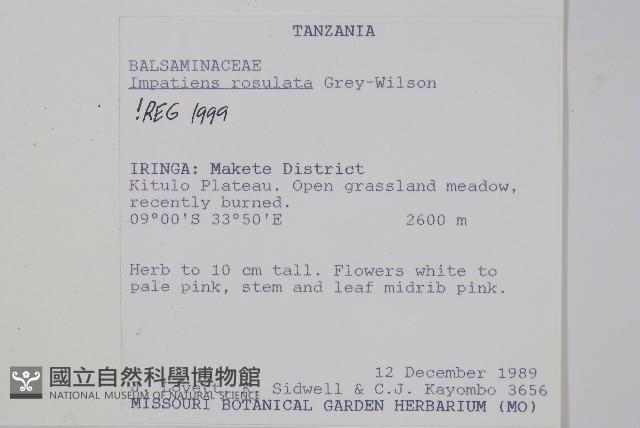 TANZANIA
BALSAMINACEAE
Impatiens rosulata Grey-Wilson
!REG 1999
IRINGA: Makete District
Kitulo Plateau. Open grassland meadow,
recently burned.
09°00'S 33°50'E 2600 m
Herb to 10 cm tall. Flowers white to
pale pink, stem and leaf midrib pink.
12 December 1989
J. Lovett, K. Sidwell & C.J. Kayombo 3656
MISSOURI BOTANICAL GARDEN HERBARIUM (MO)
國立自然科學博物館
NATIONAL MUSEUM OF NATURAL SCIENCE